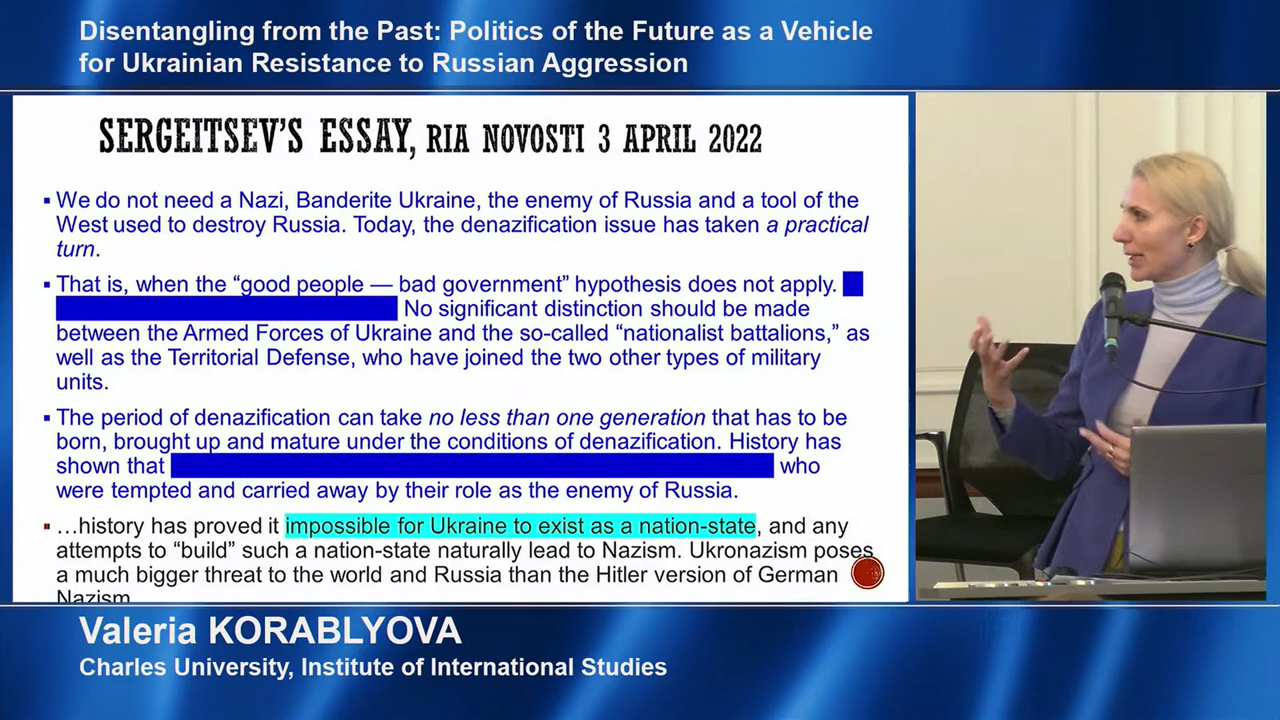 Disentangling from the Past: Politics of the Future as a Vehicle
for Ukrainian Resistance to Russian Aggression
SERGEITSEV'S ESSAY, RIA NOVOSTI 3 APRIL 2022
▪ We do not need a Nazi, Banderite Ukraine, the enemy of Russia and a tool of the
West used to destroy Russia. Today, the denazification issue has taken a practical
turn.
▪ That is, when the “good people — bad government” hypothesis does not apply.
No significant distinction should be made
between the Armed Forces of Ukraine and the so-called “nationalist battalions,” as
well as the Territorial Defense, who have joined the two other types of military
units.
▪ The period of denazification can take no less than one generation that has to be
born, brought up and mature under the conditions of denazification. History has
shown that who
were tempted and carried away by their role as the enemy of Russia.
▪ …history has proved it impossible for Ukraine to exist as a nation-state, and any
attempts to “build” such a nation-state naturally lead to Nazism. Ukronazism poses
a much bigger threat to the world and Russia than the Hitler version of German
Nazism
Valeria KORABLYOVA
Charles University, Institute of International Studies